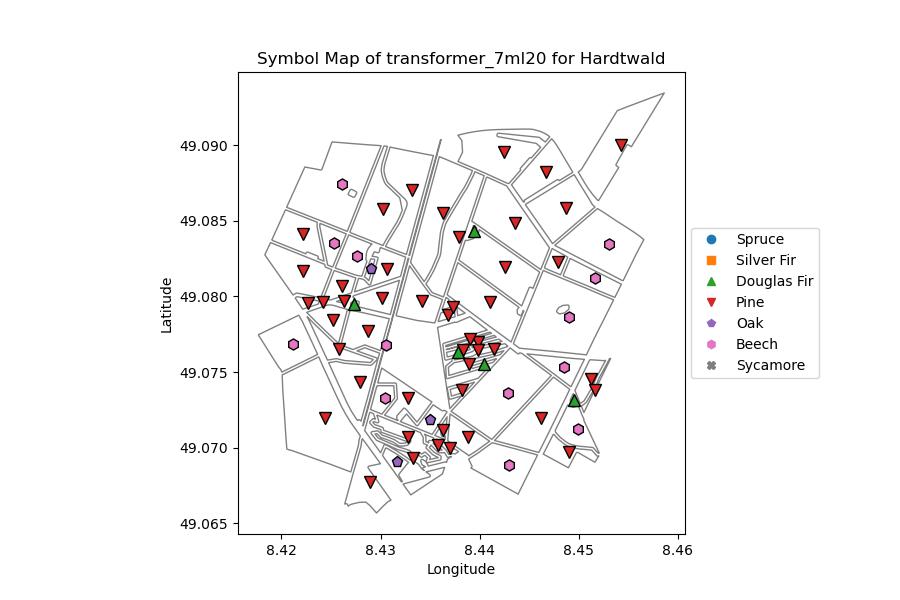 Symbol Map of transformer_7ml20 for Hardtwald
49.090
49.085
49.080
49.075
49.070
49.065
Latitude
8.42 8.43 8.44 8.45 8.46
Longitude
Spruce
Silver Fir
Douglas Fir
Pine
Oak
Beech
Sycamore